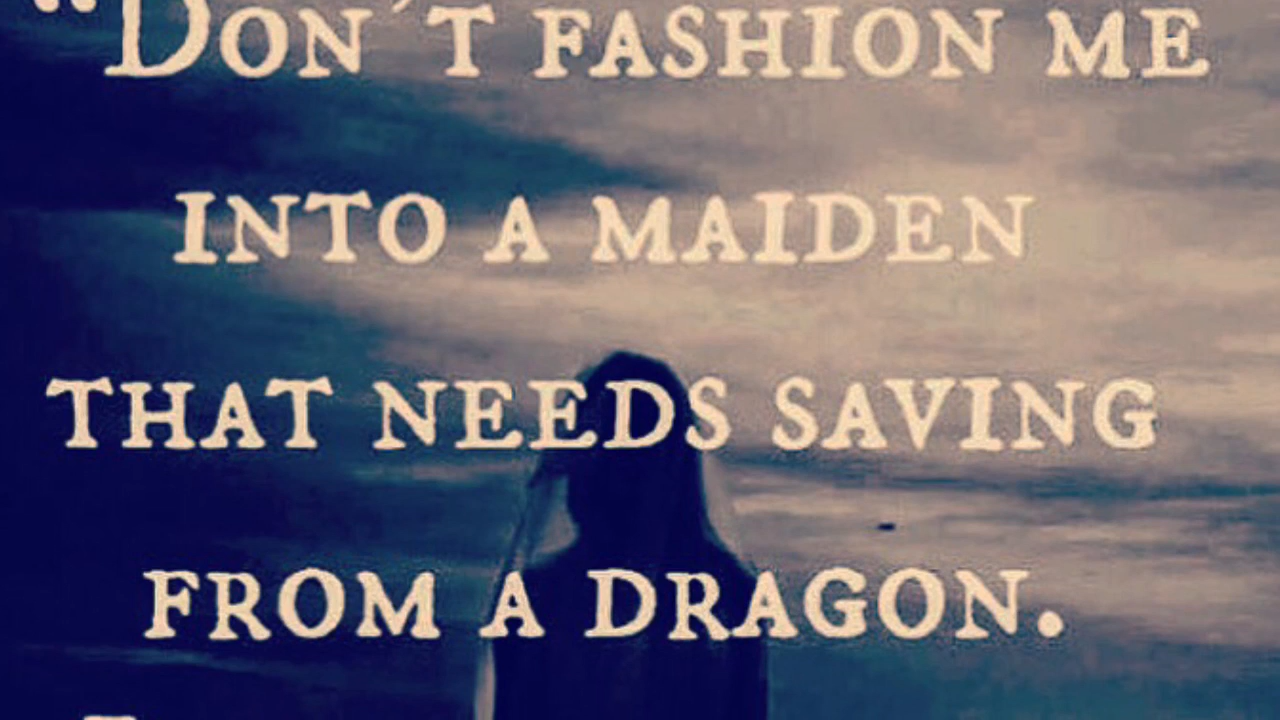 “Don´t fashion me
into a maiden
that needs saving
from a dragon.